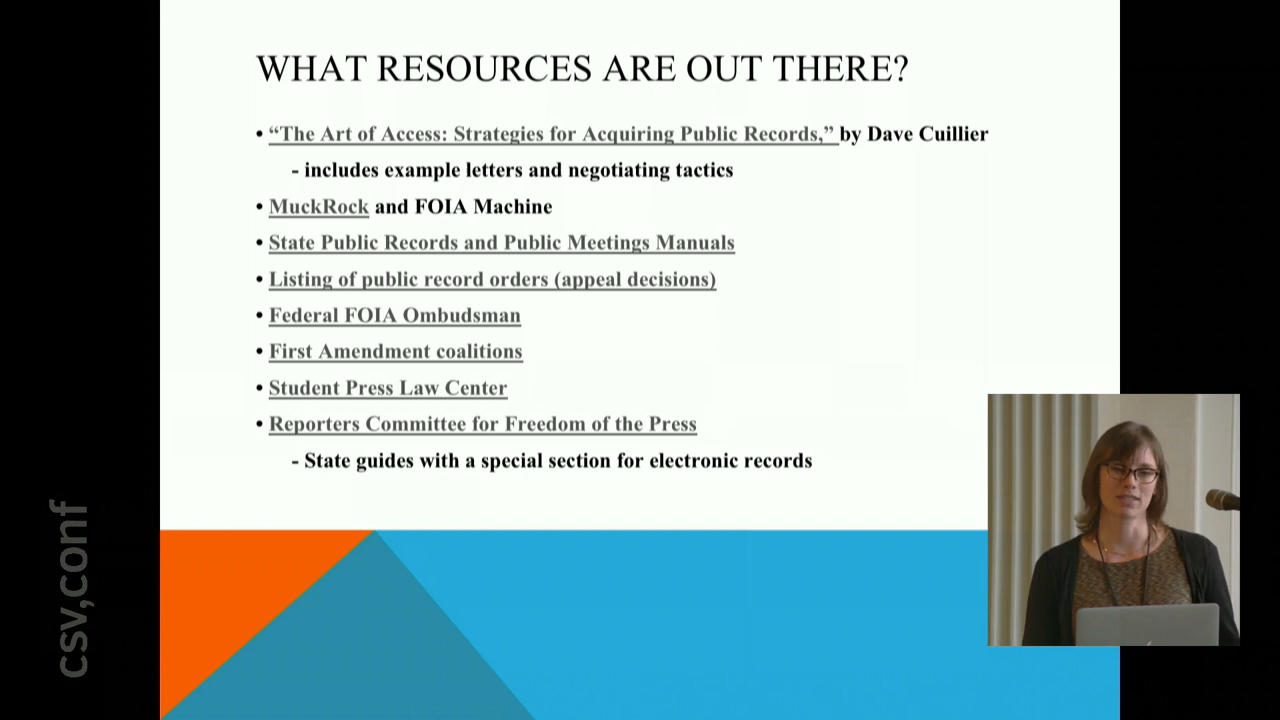 WHAT RESOURCES ARE OUT THERE?
• “The Art of Access: Strategies for Acquiring Public Records,” by Dave Cuillier
- includes example letters and negotiating tactics
• MuckRock and FOIA Machine
• State Public Records and Public Meetings Manuals
• Listing of public record orders (appeal decisions)
• Federal FOIA Ombudsman
• First Amendment coalitions
• Student Press Law Center
• Reporters Committee for Freedom of the Press
- State guides with a special section for electronic records
csv,conf